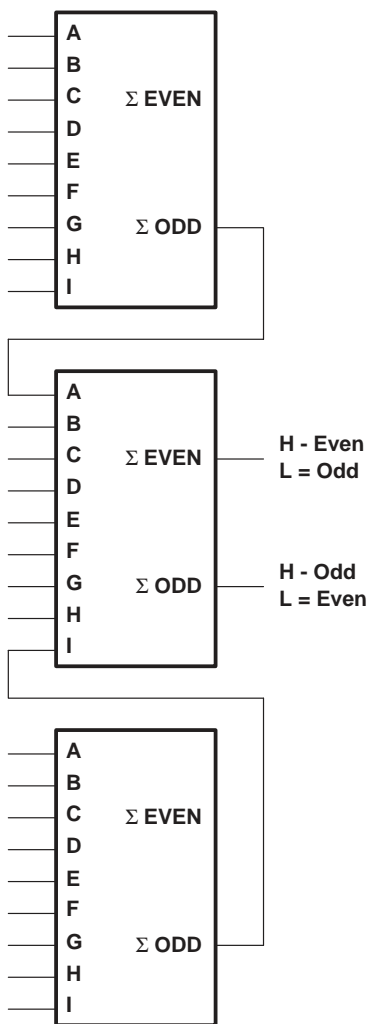 A
B
C Σ EVEN
D
E
F
G Σ ODD
H
I
A
B
C Σ EVEN
D
E
F
G Σ ODD
H
I
H - Even
L = Odd
H - Odd
L = Even
A
B
C Σ EVEN
D
E
F
G Σ ODD
H
I